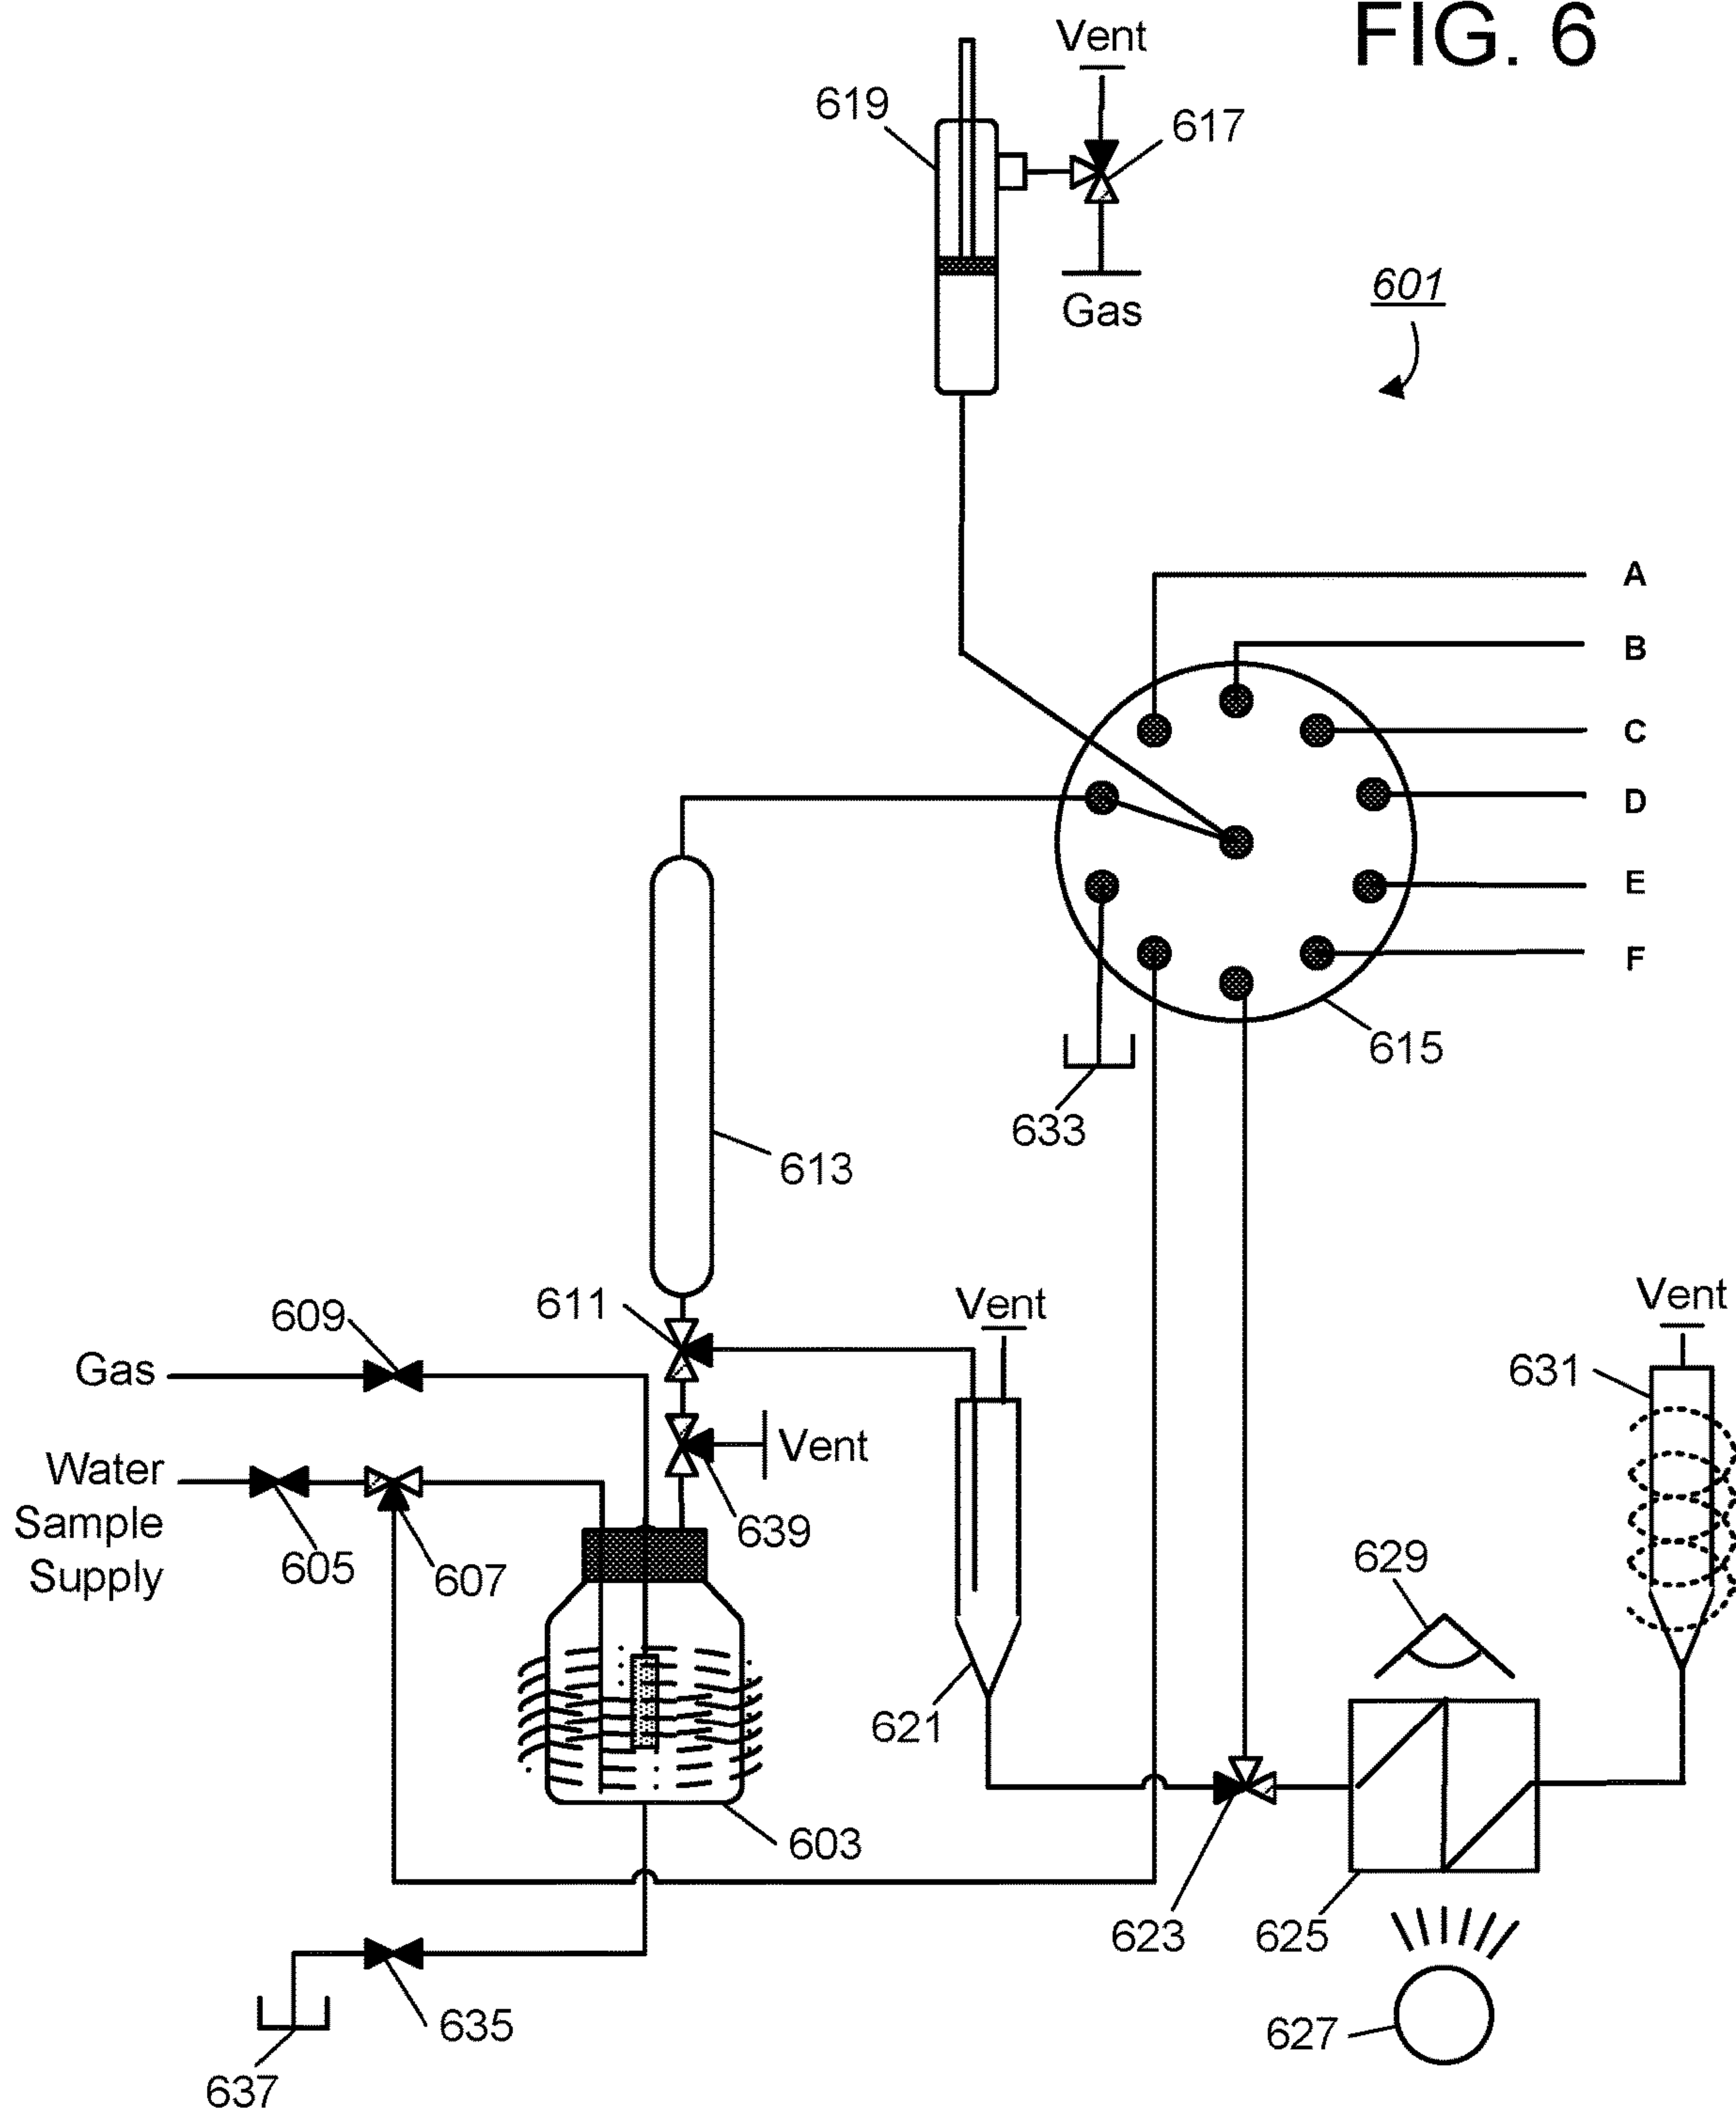 FIG. 6
Vent
619
617
Gas
601
A
B
C
D
E
F
615
633
613
611
Vent
Vent
609
Gas
631
Water
Sample
Supply
Vent
639
605
607
629
621
603
623
625
635
627
637